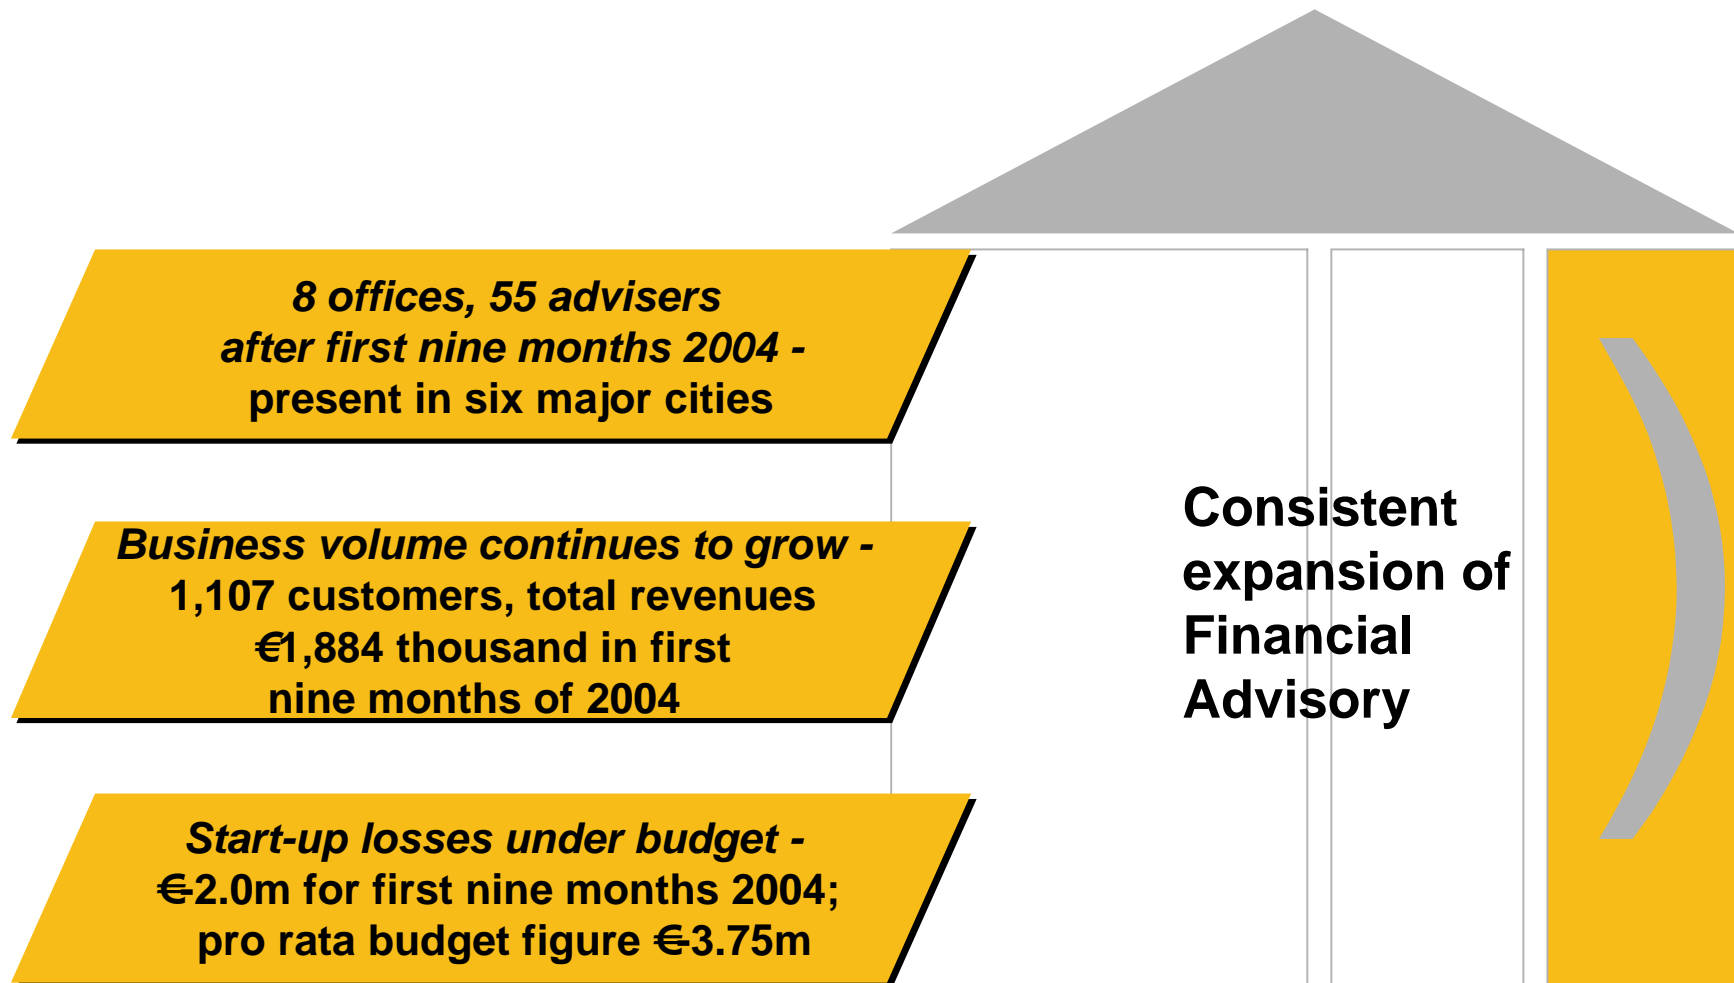 8 offices, 55 advisers
after first nine months 2004 -
present in six major cities
Business volume continues to grow -
1,107 customers, total revenues
€1,884 thousand in first
nine months of 2004
Start-up losses under budget -
€-2.0m for first nine months 2004;
pro rata budget figure €-3.75m
Consistent
expansion of
Financial
Advisory